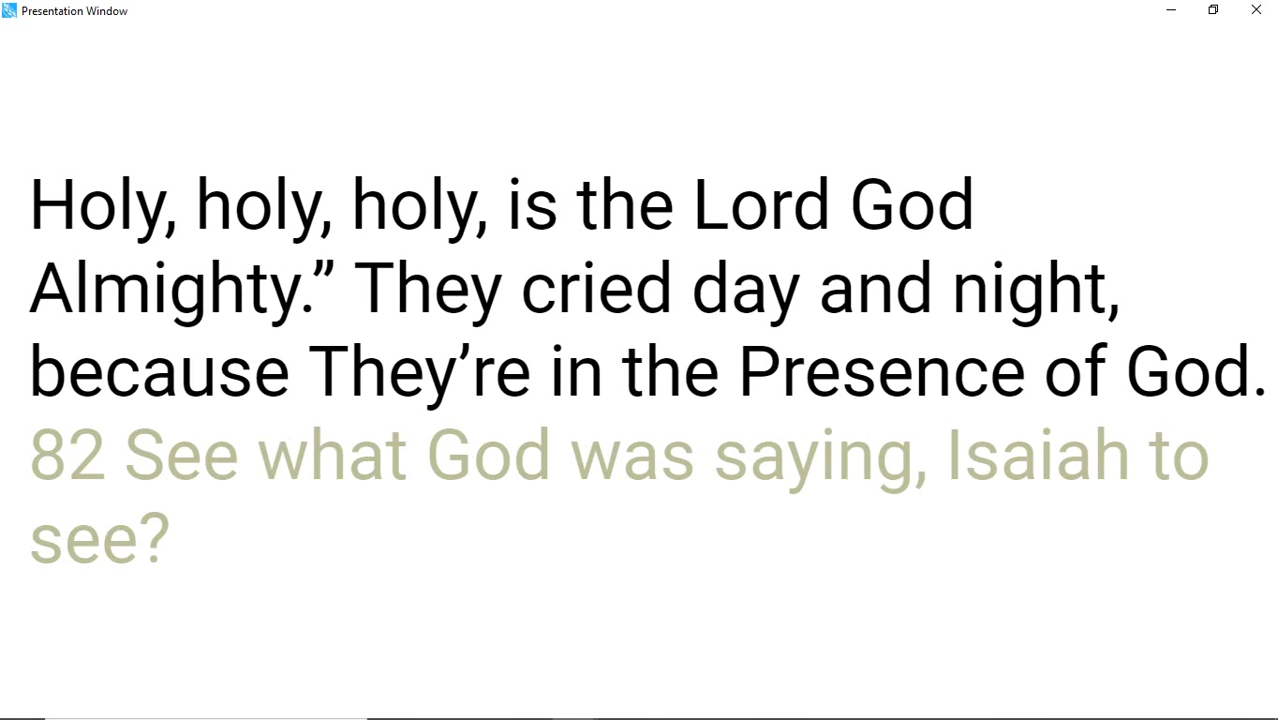 Presentation Window
Holy, holy, holy, is the Lord God
Almighty.” They cried day and night,
because They’re in the Presence of God.
82 See what God was saying, Isaiah to
see?